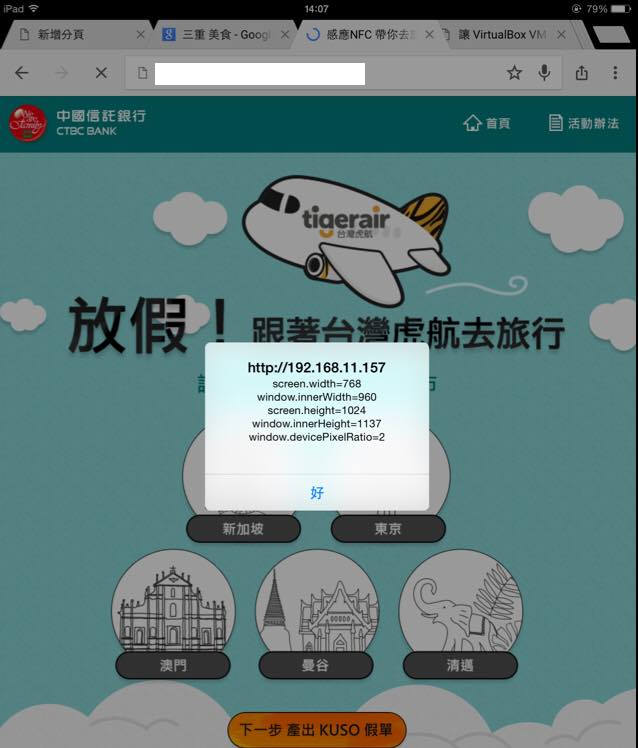 iPad 14:07 79%
新增分頁 三重 美食 - Googl 感應NFC 帶你去 讓 VirtualBox VM
We are Family 中國信託銀行 首頁 活動辦法
CTBC BANK
tigerair
台灣虎航
放假！跟著台灣虎航去旅行
http://192.168.11.157
screen.width=768
window.innerWidth=960
screen.height=1024
window.innerHeight=1137
window.devicePixelRatio=2
好
新加坡 東京
澳門 曼谷 清邁
下一步 產出 KUSO 假單